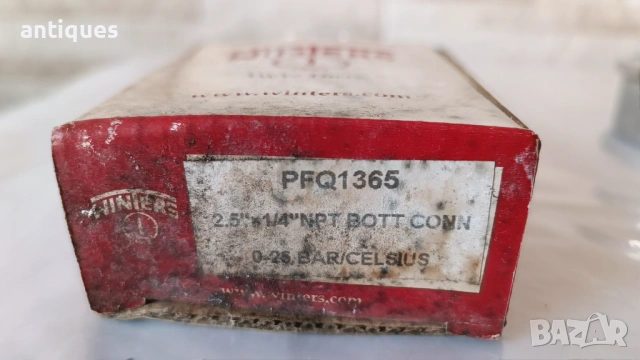 antiques
WINTERS
www.winters.com
PFQ1365
WINTERS
2.5"x1/4"NPT BOTT CONN
0-25 BAR/CELSIUS
www.winters.com
BAZAR